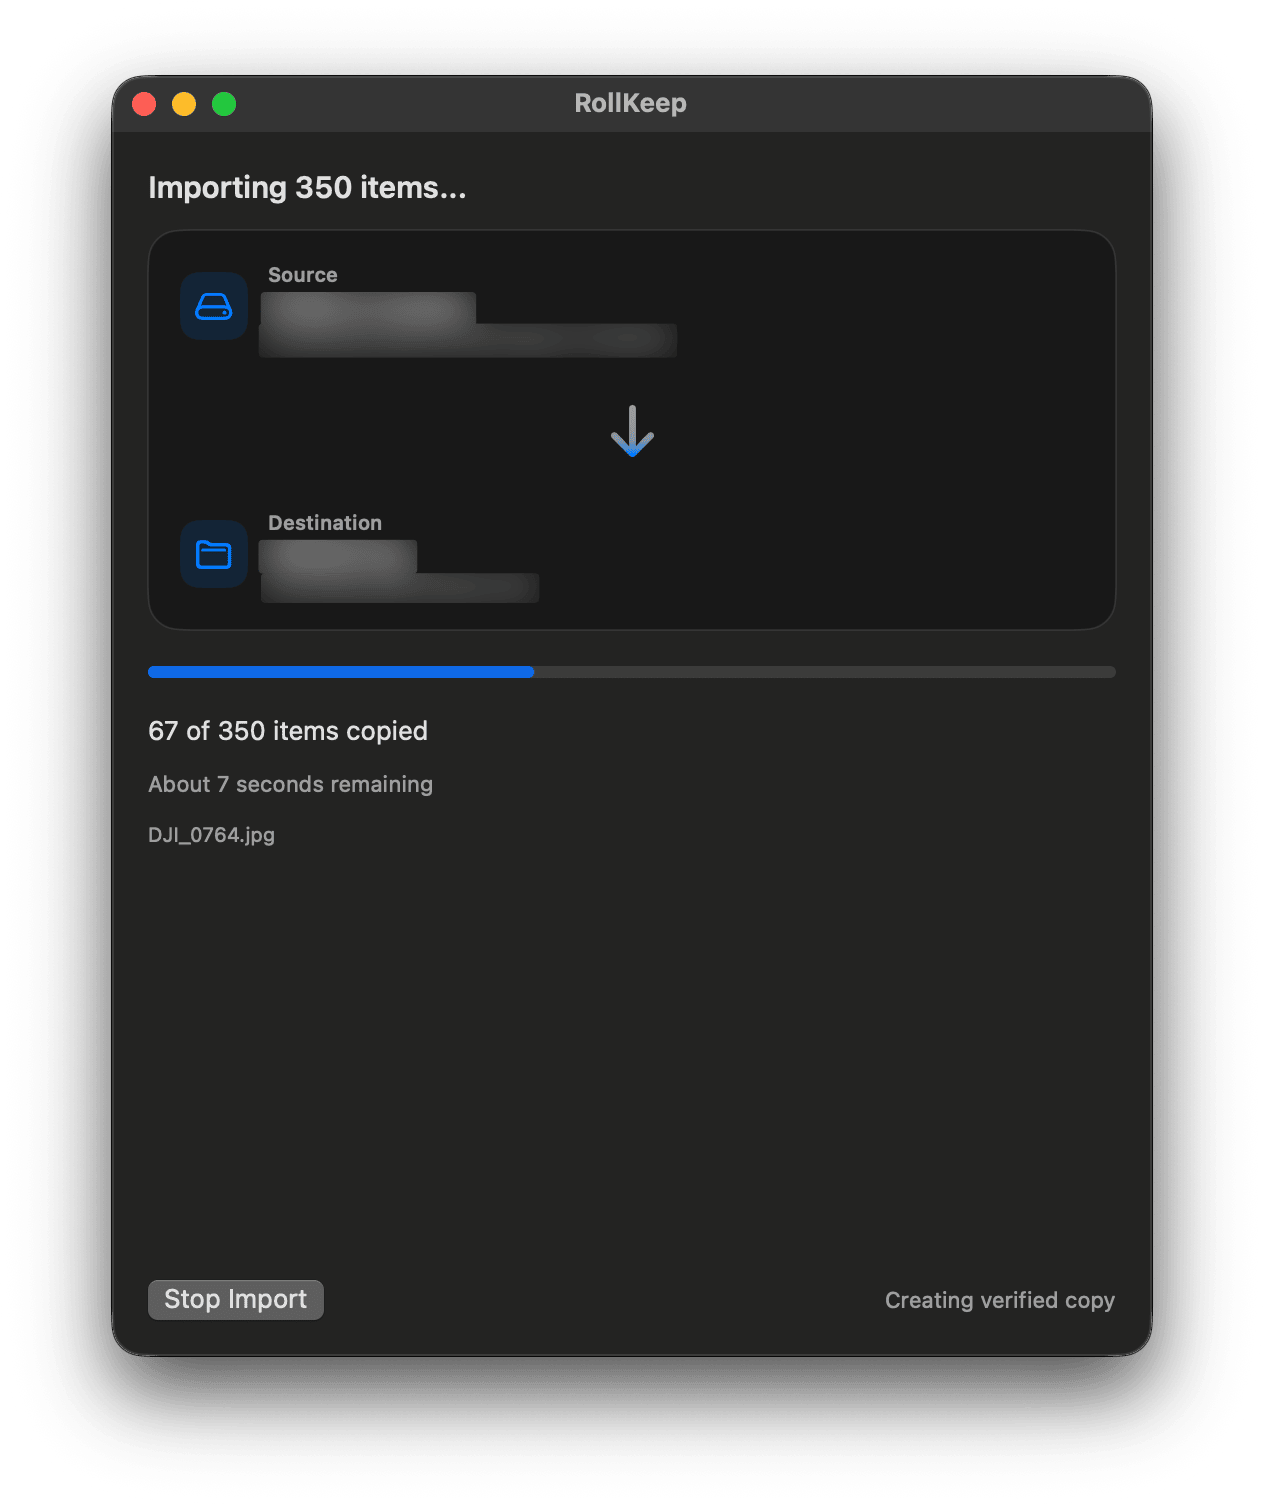 RollKeep
Importing 350 items...
Source
Destination
67 of 350 items copied
About 7 seconds remaining
DJI_0764.jpg
Stop Import
Creating verified copy